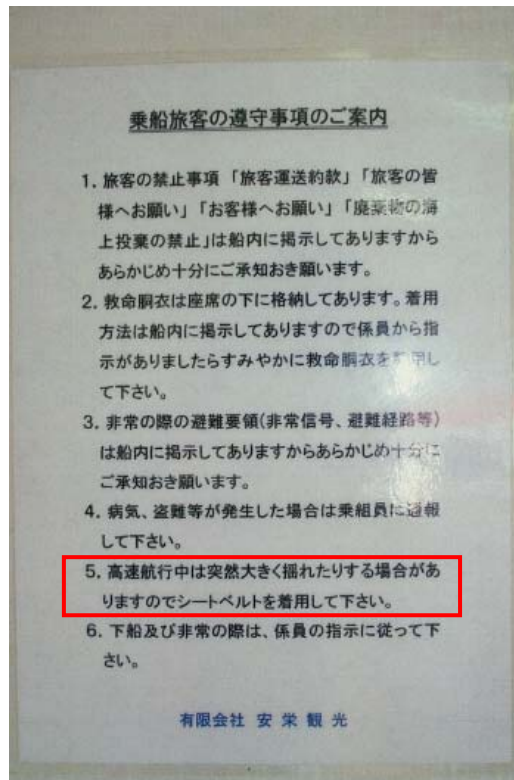 乗船旅客の遵守事項のご案内
1. 旅客の禁止事項 「旅客運送約款」「旅客の皆
様へお願い」「お客様へお願い」「廃棄物の海
上投棄の禁止」は船内に掲示してありますから
あらかじめ十分にご承知おき願います。
2. 救命胴衣は座席の下に格納してあります。着用
方法は船内に掲示してありますので係員から指
示がありましたらすみやかに救命胴衣を着用し
て下さい。
3. 非常の際の避難要領(非常信号、避難経路等)
は船内に掲示してありますからあらかじめ十分に
ご承知おき願います。
4. 病気、盗難等が発生した場合は乗組員に通報
して下さい。
5. 高速航行中は突然大きく揺れたりする場合があ
りますのでシートベルトを着用して下さい。
6. 下船及び非常の際は、係員の指示に従って下
さい。
有限会社 安栄観光